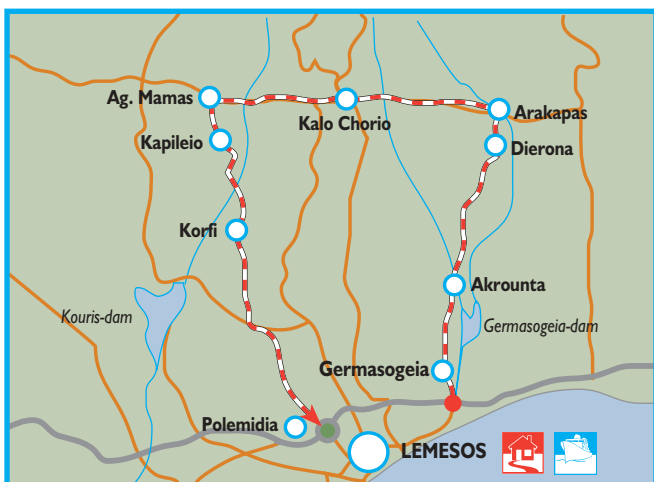 Ag. Mamas
Kalo Chorio
Arakapas
Kapileio
Dierona
Korfi
Akrounta
Kouris-dam
Germasogeia-dam
Germasogeia
Polemidia
LEMESOS